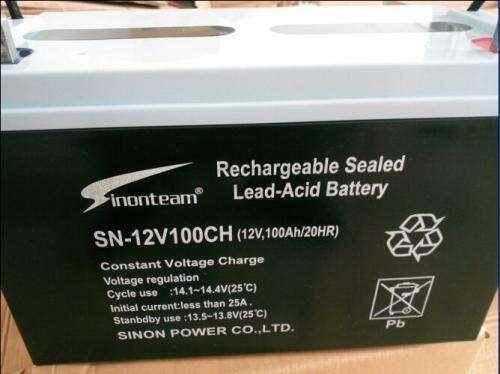 Sinonteam®
Rechargeable Sealed
Lead-Acid Battery
SN-12V100CH (12V,100Ah/20HR)
Constant Voltage Charge
Voltage regulation
Cycle use :14.1~14.4V(25℃)
Initial current:less than 25A .
Standby use :13.5~13.8V(25℃)
SINON POWER CO.,LTD.
Pb